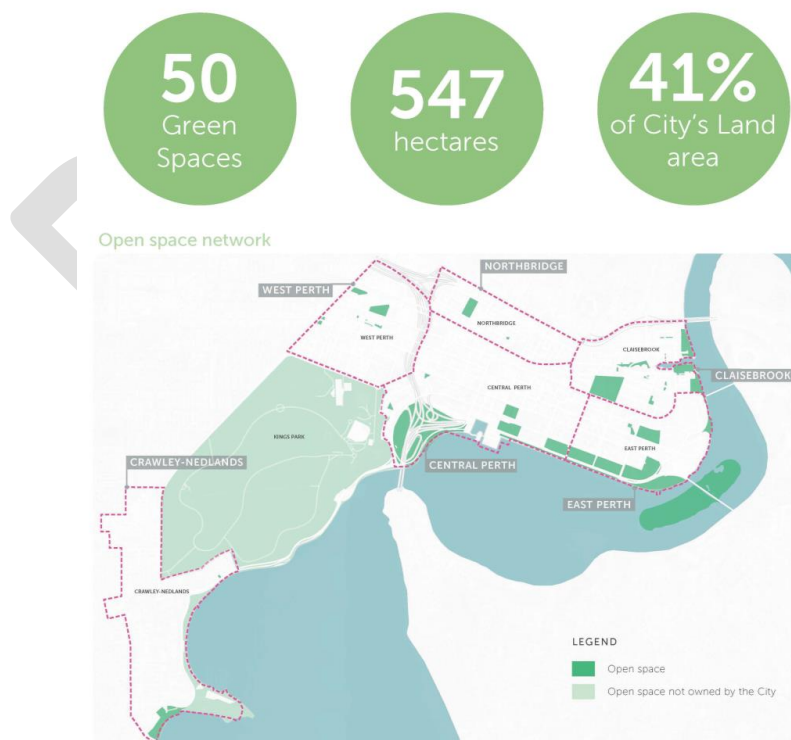 50
Green
Spaces
547
hectares
41%
of City's Land
area
Open space network
NORTHBRIDGE
WEST PERTH
NORTHBRIDGE
WEST PERTH
CLAISEBROOK
CLAISEBROOK
CENTRAL PERTH
KINGS PARK
EAST PERTH
CRAWLEY-NEDLANDS
CENTRAL PERTH
EAST PERTH
CRAWLEY-NEDLANDS
LEGEND
Open space
Open space not owned by the City